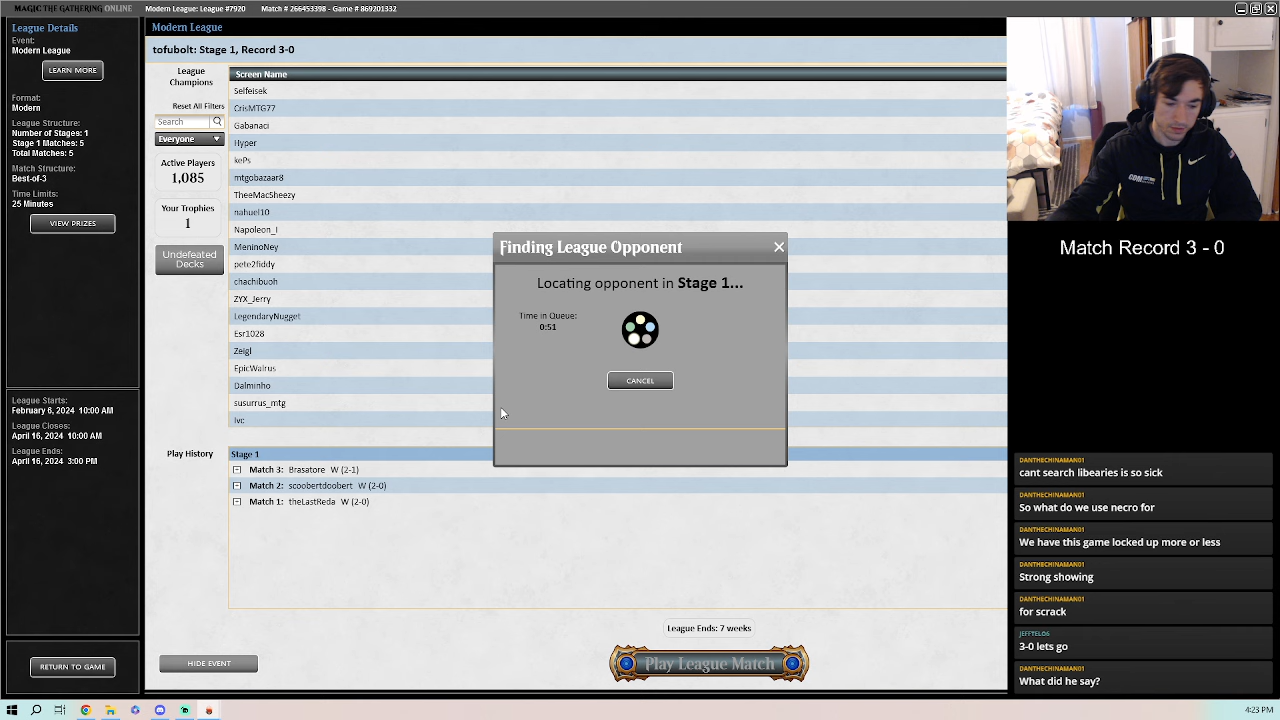 MAGIC THE GATHERING ONLINE
Modern League: League #7920
Match # 266453398 - Game # 869201332
League Details
Event:
Modern League
LEARN MORE
Format:
Modern
League Structure:
Number of Stages: 1
Stage 1 Matches: 5
Total Matches: 5
Match Structure:
Best-of-3
Time Limits:
25 Minutes
VIEW PRIZES
League Starts:
February 6, 2024 10:00 AM
League Closes:
April 16, 2024 10:00 AM
League Ends:
April 16, 2024 3:00 PM
RETURN TO GAME
Modern League
tofubolt: Stage 1, Record 3-0
League
Champions
Reset All Filters
Search
Everyone
Active Players
1,085
Your Trophies
1
Undefeated
Decks
Screen Name
Selfeisek
CrisMTG77
Gabanaci
Hyper
kePs
mtgobazaar8
TheeMacSheezy
nahuel10
Napoleon_I
MeninoNey
pete2fiddy
chachibuoh
ZYX_Jerry
LegendaryNugget
Esr1028
Zeigl
EpicWalrus
Dalminho
susurrus_mtg
lvc
Finding League Opponent
Locating opponent in Stage 1...
Time in Queue:
0:51
CANCEL
Play History
Stage 1
Match 3: Brasatore W (2-1)
Match 2: scoobertdoobert W (2-0)
Match 1: theLastReda W (2-0)
League Ends: 7 weeks
HIDE EVENT
Play League Match
Match Record 3 - 0
DANTHECHINAMAN01
cant search libearies is so sick
DANTHECHINAMAN01
So what do we use necro for
DANTHECHINAMAN01
We have this game locked up more or less
DANTHECHINAMAN01
Strong showing
DANTHECHINAMAN01
for scrack
JEFFTEL06
3-0 lets go
DANTHECHINAMAN01
What did he say?
4:23 PM